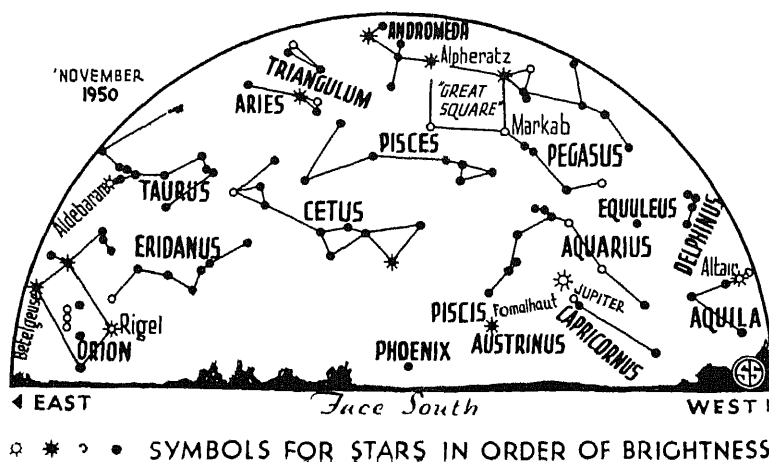 ANDROMEDA
Alpheratz
'NOVEMBER
1950
TRIANGULUM
ARIES
"GREAT
SQUARE"
Markab
PISCES
PEGASUS
Aldebaran
TAURUS
CETUS
EQUULEUS
DELPHINUS
ERIDANUS
AQUARIUS
Altair
Betelgeuse
Rigel
ORION
PISCIS
AUSTRINUS
Fomalhaut
JUPITER
CAPRICORNUS
AQUILA
PHOENIX
SS
◄ EAST
Face South
WEST
SYMBOLS FOR STARS IN ORDER OF BRIGHTNESS